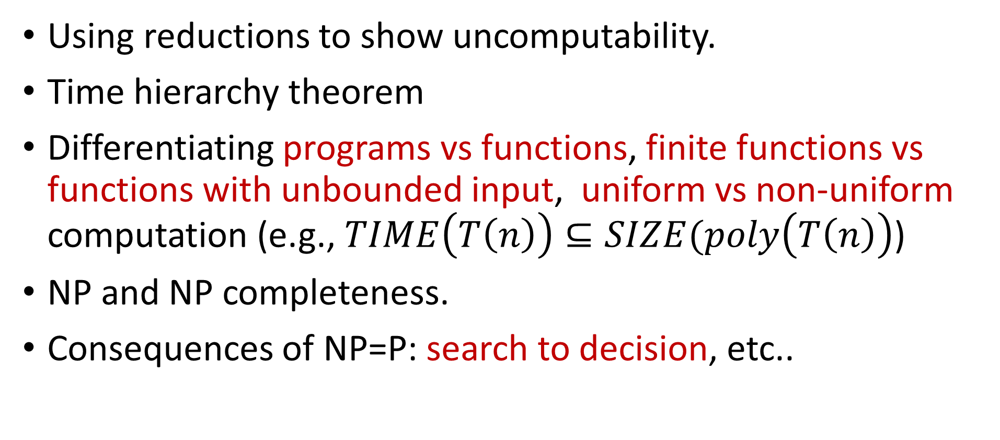 • Using reductions to show uncomputability.
• Time hierarchy theorem
• Differentiating programs vs functions, finite functions vs
functions with unbounded input,  uniform vs non-uniform
computation (e.g., TIME(T(n)) ⊆ SIZE(poly(T(n)))
• NP and NP completeness.
• Consequences of NP=P: search to decision, etc..